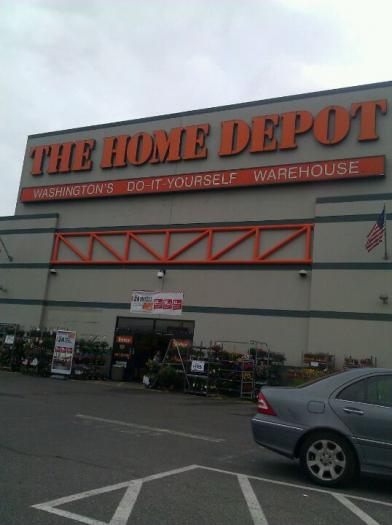 THE HOME DEPOT
WASHINGTON'S DO-IT-YOURSELF WAREHOUSE